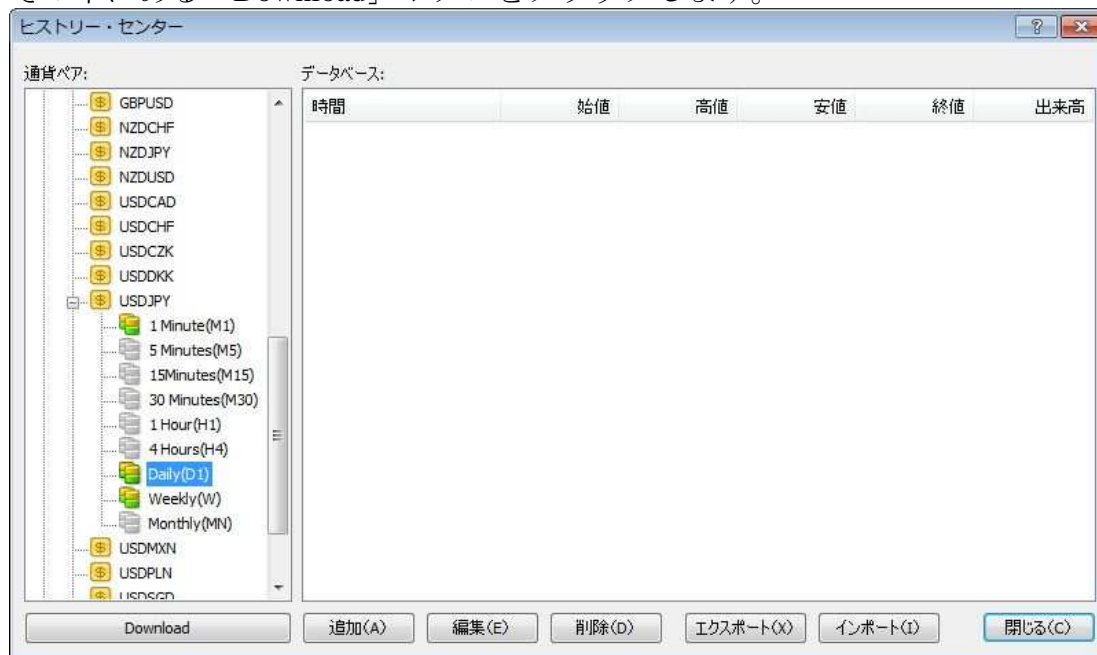 ヒストリー・センター
通貨ペア:
データベース:
GBPUSD
NZDCHF
NZDJPY
NZDUSD
USDCAD
USDCHF
USDCZK
USDDKK
USDJPY
1 Minute(M1)
5 Minutes(M5)
15Minutes(M15)
30 Minutes(M30)
1 Hour(H1)
4 Hours(H4)
Daily(D1)
Weekly(W)
Monthly(MN)
USDMXN
USDPLN
USDSGD
時間 始値 高値 安値 終値 出来高
Download 追加(A) 編集(E) 削除(D) エクスポート(X) インポート(I) 閉じる(C)